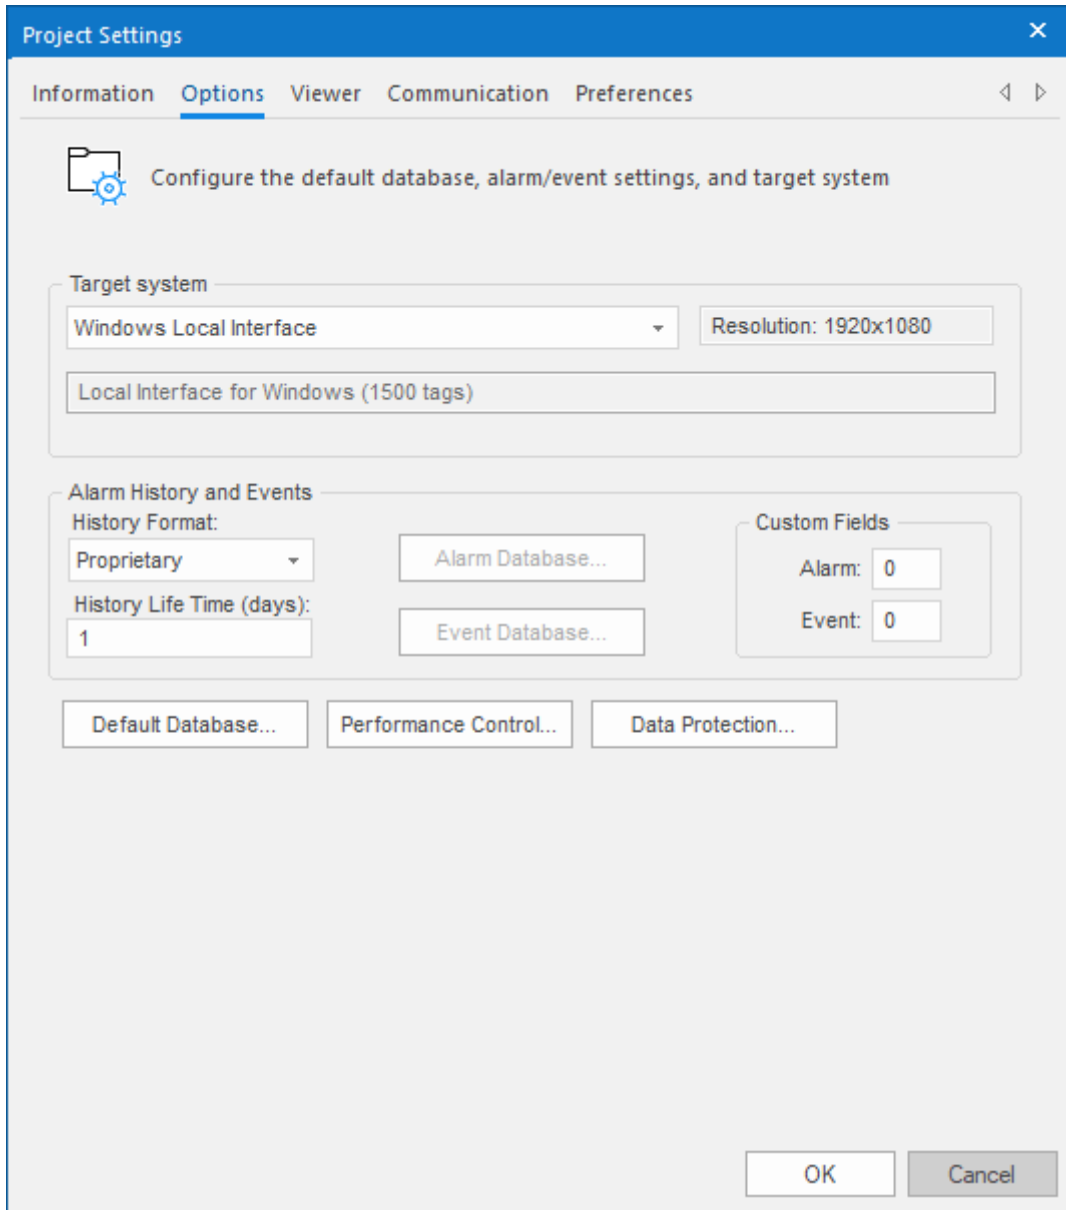 Project Settings
Information Options Viewer Communication Preferences
Configure the default database, alarm/event settings, and target system
Target system
Windows Local Interface
Resolution: 1920x1080
Local Interface for Windows (1500 tags)
Alarm History and Events
History Format:
Proprietary
Alarm Database...
History Life Time (days):
1
Event Database...
Custom Fields
Alarm: 0
Event: 0
Default Database... Performance Control... Data Protection...
OK Cancel